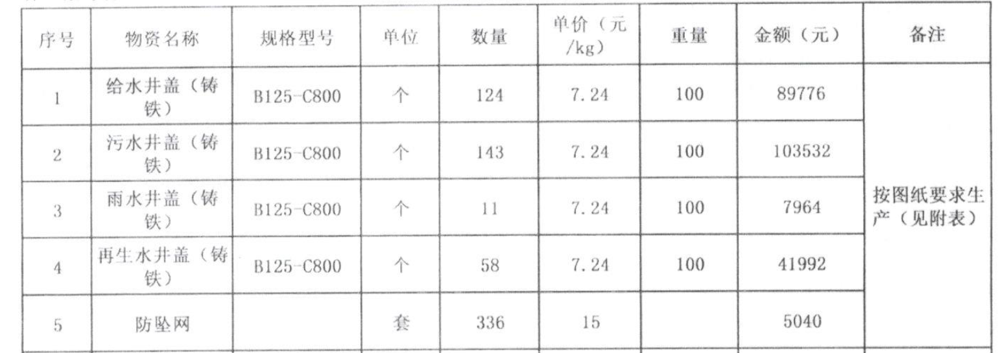 序号 物资名称 规格型号 单位 数量 单价（元/kg） 重量 金额（元） 备注
1 给水井盖（铸铁） B125-C800 个 124 7.24 100 89776
2 污水井盖（铸铁） B125-C800 个 143 7.24 100 103532
3 雨水井盖（铸铁） B125-C800 个 11 7.24 100 7964
4 再生水井盖（铸铁） B125-C800 个 58 7.24 100 41992
5 防坠网 套 336 15 5040
按图纸要求生
产（见附表）